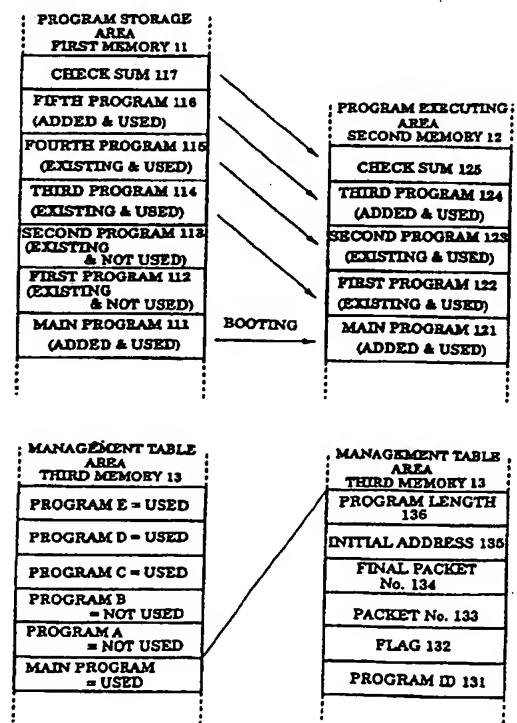 PROGRAM STORAGE
AREA
FIRST MEMORY 11
CHECK SUM 117
FIFTH PROGRAM 116
(ADDED & USED)
FOURTH PROGRAM 115
(EXISTING & USED)
THIRD PROGRAM 114
(EXISTING & USED)
SECOND PROGRAM 113
(EXISTING
& NOT USED)
FIRST PROGRAM 112
(EXISTING
& NOT USED)
MAIN PROGRAM 111
(ADDED & USED)
BOOTING
PROGRAM EXECUTING
AREA
SECOND MEMORY 12
CHECK SUM 125
THIRD PROGRAM 124
(ADDED & USED)
SECOND PROGRAM 123
(EXISTING & USED)
FIRST PROGRAM 122
(EXISTING & USED)
MAIN PROGRAM 121
(ADDED & USED)
MANAGEMENT TABLE
AREA
THIRD MEMORY 13
PROGRAM E = USED
PROGRAM D = USED
PROGRAM C = USED
PROGRAM B
= NOT USED
PROGRAM A
= NOT USED
MAIN PROGRAM
= USED
MANAGEMENT TABLE
AREA
THIRD MEMORY 13
PROGRAM LENGTH
136
INITIAL ADDRESS 135
FINAL PACKET
No. 134
PACKET No. 133
FLAG 132
PROGRAM ID 131